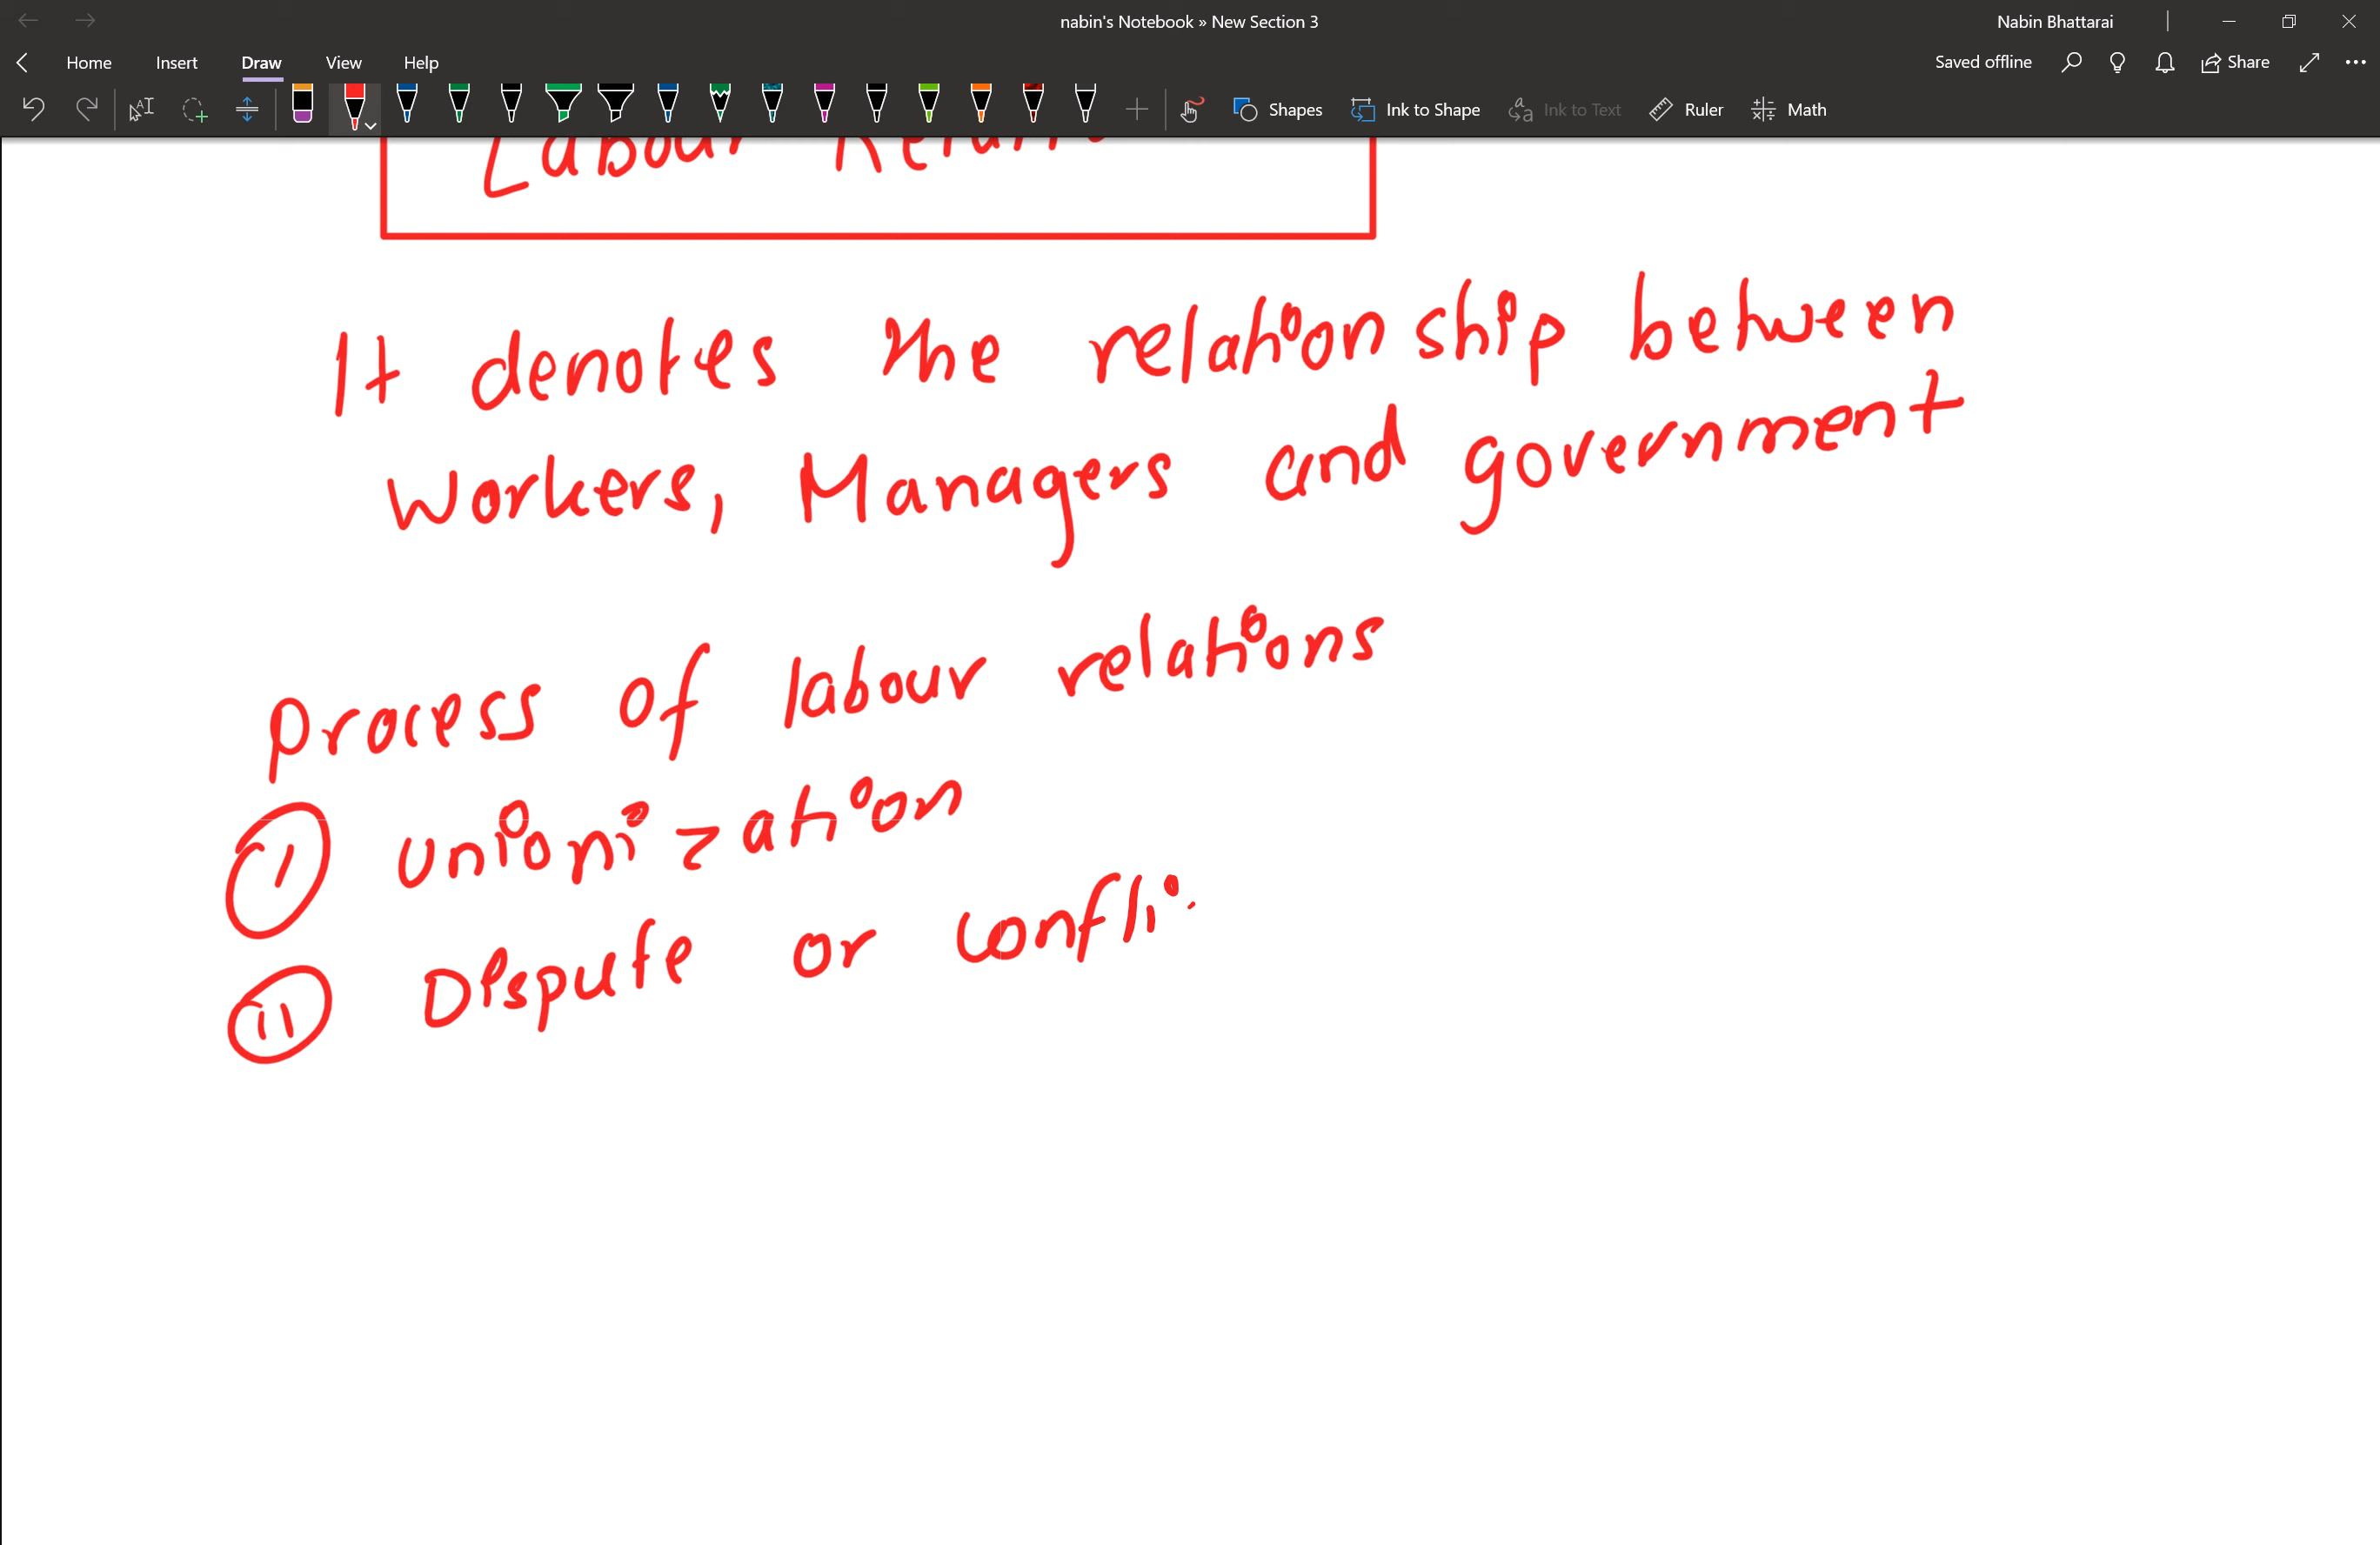 nabin's Notebook » New Section 3
Nabin Bhattarai
Home Insert Draw View Help
Saved offline
Share
Shapes
Ink to Shape
Ink to Text
Ruler
Math
Labour
It denotes the relationship between
workers, Managers and government
process of labour relations
i unionization
ii Dispute or confli